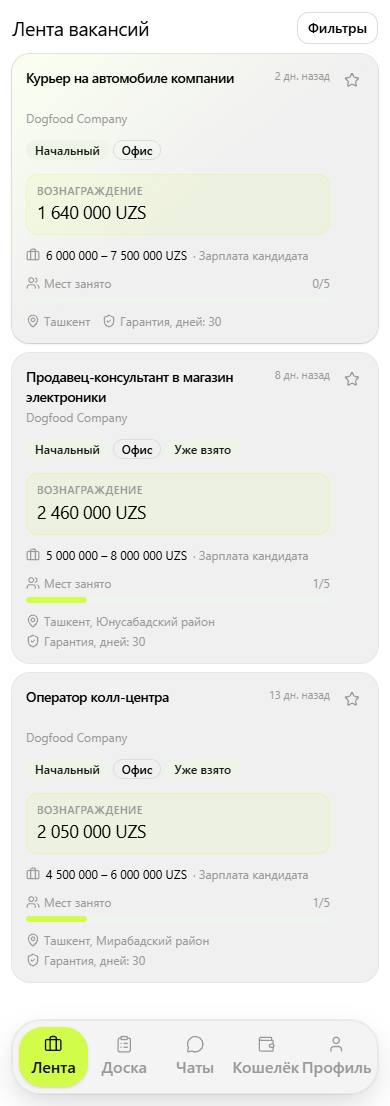 Лента вакансий
Фильтры
Курьер на автомобиле компании
2 дн. назад
Dogfood Company
Начальный Офис
ВОЗНАГРАЖДЕНИЕ
1 640 000 UZS
6 000 000 – 7 500 000 UZS · Зарплата кандидата
Мест занято 0/5
Ташкент Гарантия, дней: 30
Продавец-консультант в магазин
электроники
8 дн. назад
Dogfood Company
Начальный Офис Уже взято
ВОЗНАГРАЖДЕНИЕ
2 460 000 UZS
5 000 000 – 8 000 000 UZS · Зарплата кандидата
Мест занято 1/5
Ташкент, Юнусабадский район
Гарантия, дней: 30
Оператор колл-центра
13 дн. назад
Dogfood Company
Начальный Офис Уже взято
ВОЗНАГРАЖДЕНИЕ
2 050 000 UZS
4 500 000 – 6 000 000 UZS · Зарплата кандидата
Мест занято 1/5
Ташкент, Мирабадский район
Гарантия, дней: 30
Лента Доска Чаты Кошелёк Профиль